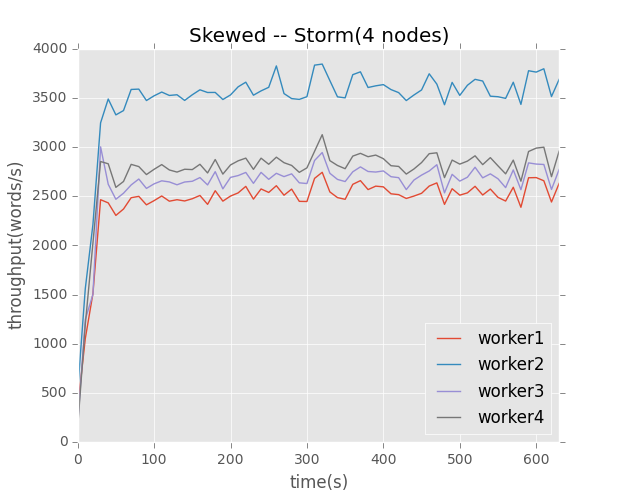 Skewed -- Storm(4 nodes)
throughput(words/s)
4000
3500
3000
2500
2000
1500
1000
500
0
worker1
worker2
worker3
worker4
0 100 200 300 400 500 600
time(s)